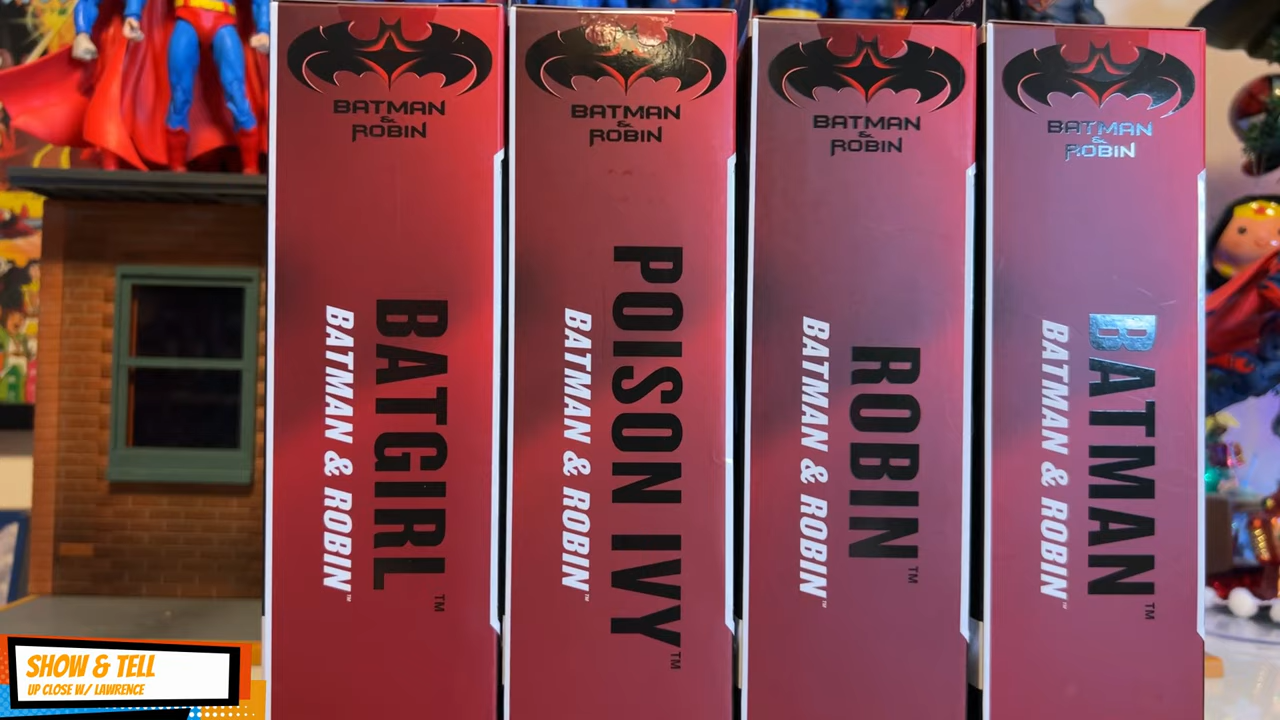 BATMAN
&
ROBIN
BATGIRL™
BATMAN & ROBIN™
BATMAN
&
ROBIN
POISON IVY™
BATMAN & ROBIN™
BATMAN
&
ROBIN
ROBIN™
BATMAN & ROBIN™
BATMAN
&
ROBIN
BATMAN™
BATMAN & ROBIN™
SHOW & TELL
UP CLOSE W/ LAWRENCE